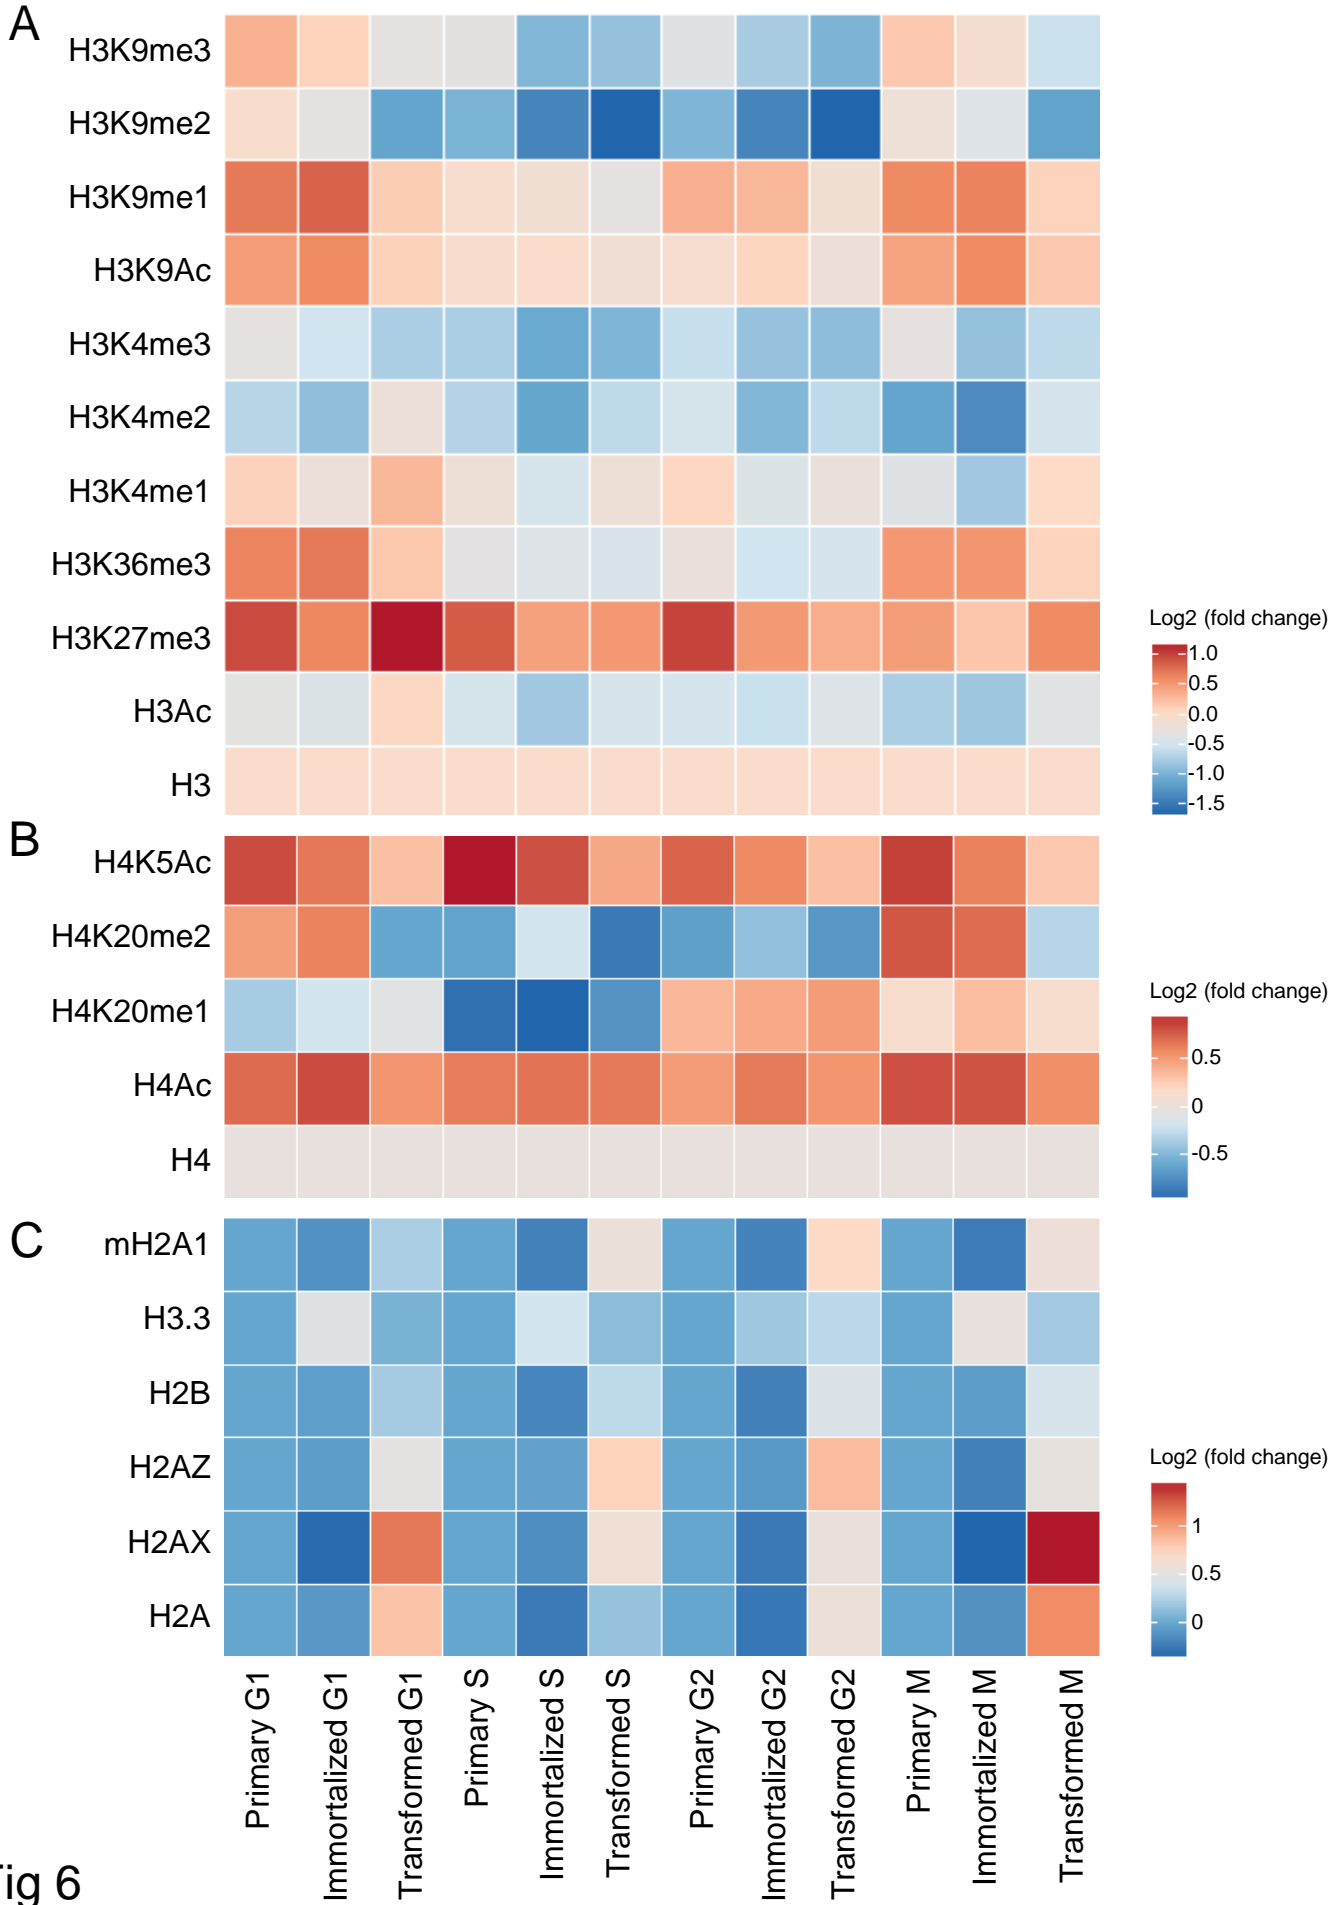 A
H3K9me3
H3K9me2
H3K9me1
H3K9Ac
H3K4me3
H3K4me2
H3K4me1
H3K36me3
H3K27me3
H3Ac
H3
Log2 (fold change)
1.0
0.5
0.0
-0.5
-1.0
-1.5
B
H4K5Ac
H4K20me2
H4K20me1
H4Ac
H4
Log2 (fold change)
0.5
0
-0.5
C
mH2A1
H3.3
H2B
H2AZ
H2AX
H2A
Log2 (fold change)
1
0.5
0
Primary G1
Immortalized G1
Transformed G1
Primary S
Immortalized S
Transformed S
Primary G2
Immortalized G2
Transformed G2
Primary M
Immortalized M
Transformed M
ig 6